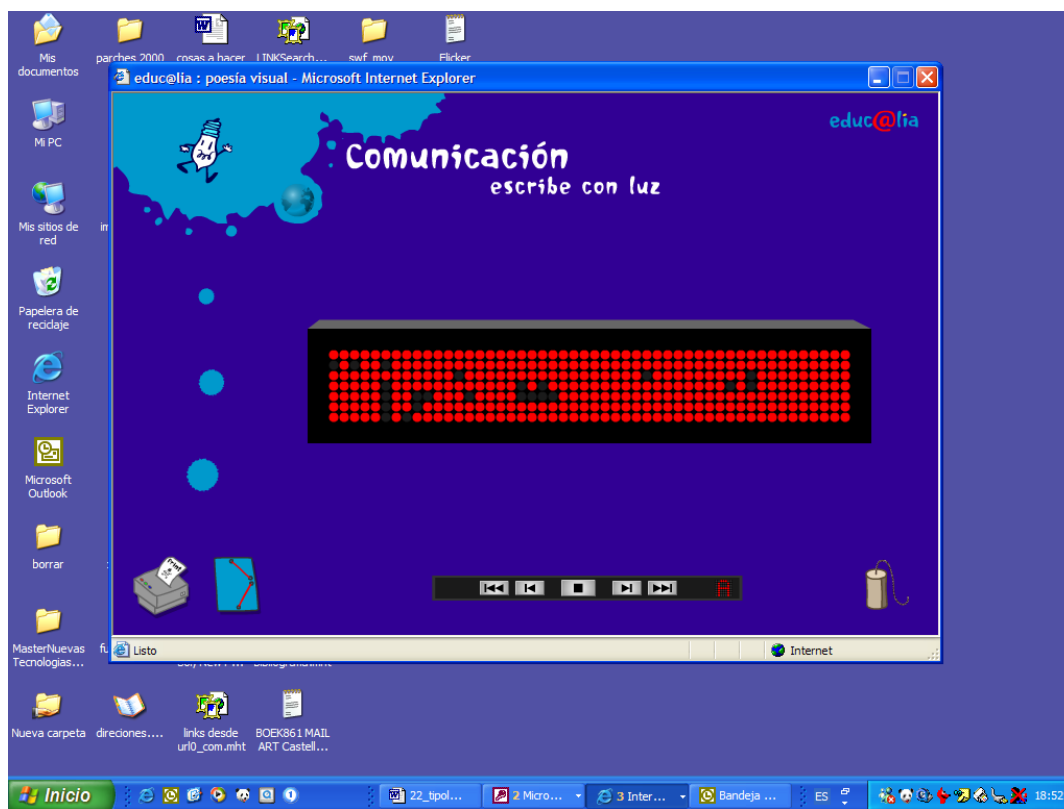 Mis documentos
parches 2000
cosas a hacer
LINKSearch...
swf mov
Flicker
educ@lia : poesía visual - Microsoft Internet Explorer
educ@lia
Mi PC
Comunicación
escribe con luz
Mis sitios de red
Papelera de reciclaje
Internet Explorer
Microsoft Outlook
borrar
Print
A
MasterNuevas Tecnologias...
Listo
Internet
Nueva carpeta
direciones....
links desde url0_com.mht
BOEK861 MAIL ART Castell...
Inicio
22_tipol...
2 Micro...
3 Inter...
Bandeja ...
ES
18:52